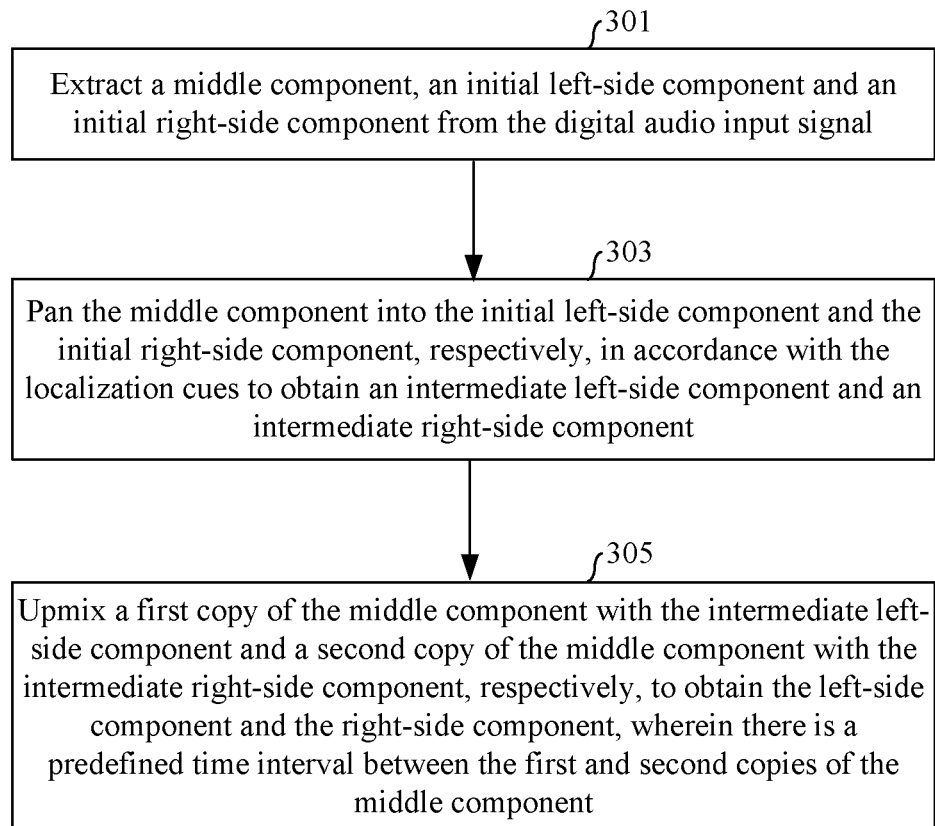 301
Extract a middle component, an initial left-side component and an
initial right-side component from the digital audio input signal
303
Pan the middle component into the initial left-side component and the
initial right-side component, respectively, in accordance with the
localization cues to obtain an intermediate left-side component and an
intermediate right-side component
305
Upmix a first copy of the middle component with the intermediate left-
side component and a second copy of the middle component with the
intermediate right-side component, respectively, to obtain the left-side
component and the right-side component, wherein there is a
predefined time interval between the first and second copies of the
middle component